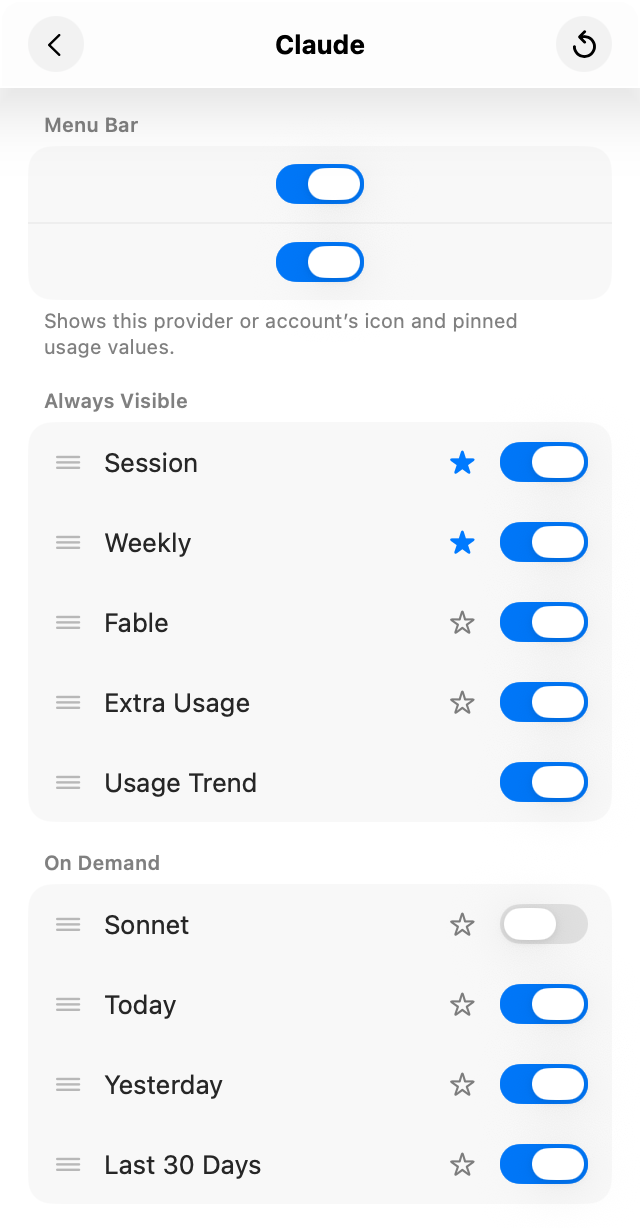 Claude
Menu Bar
Shows this provider or account’s icon and pinned
usage values.
Always Visible
Session
Weekly
Fable
Extra Usage
Usage Trend
On Demand
Sonnet
Today
Yesterday
Last 30 Days